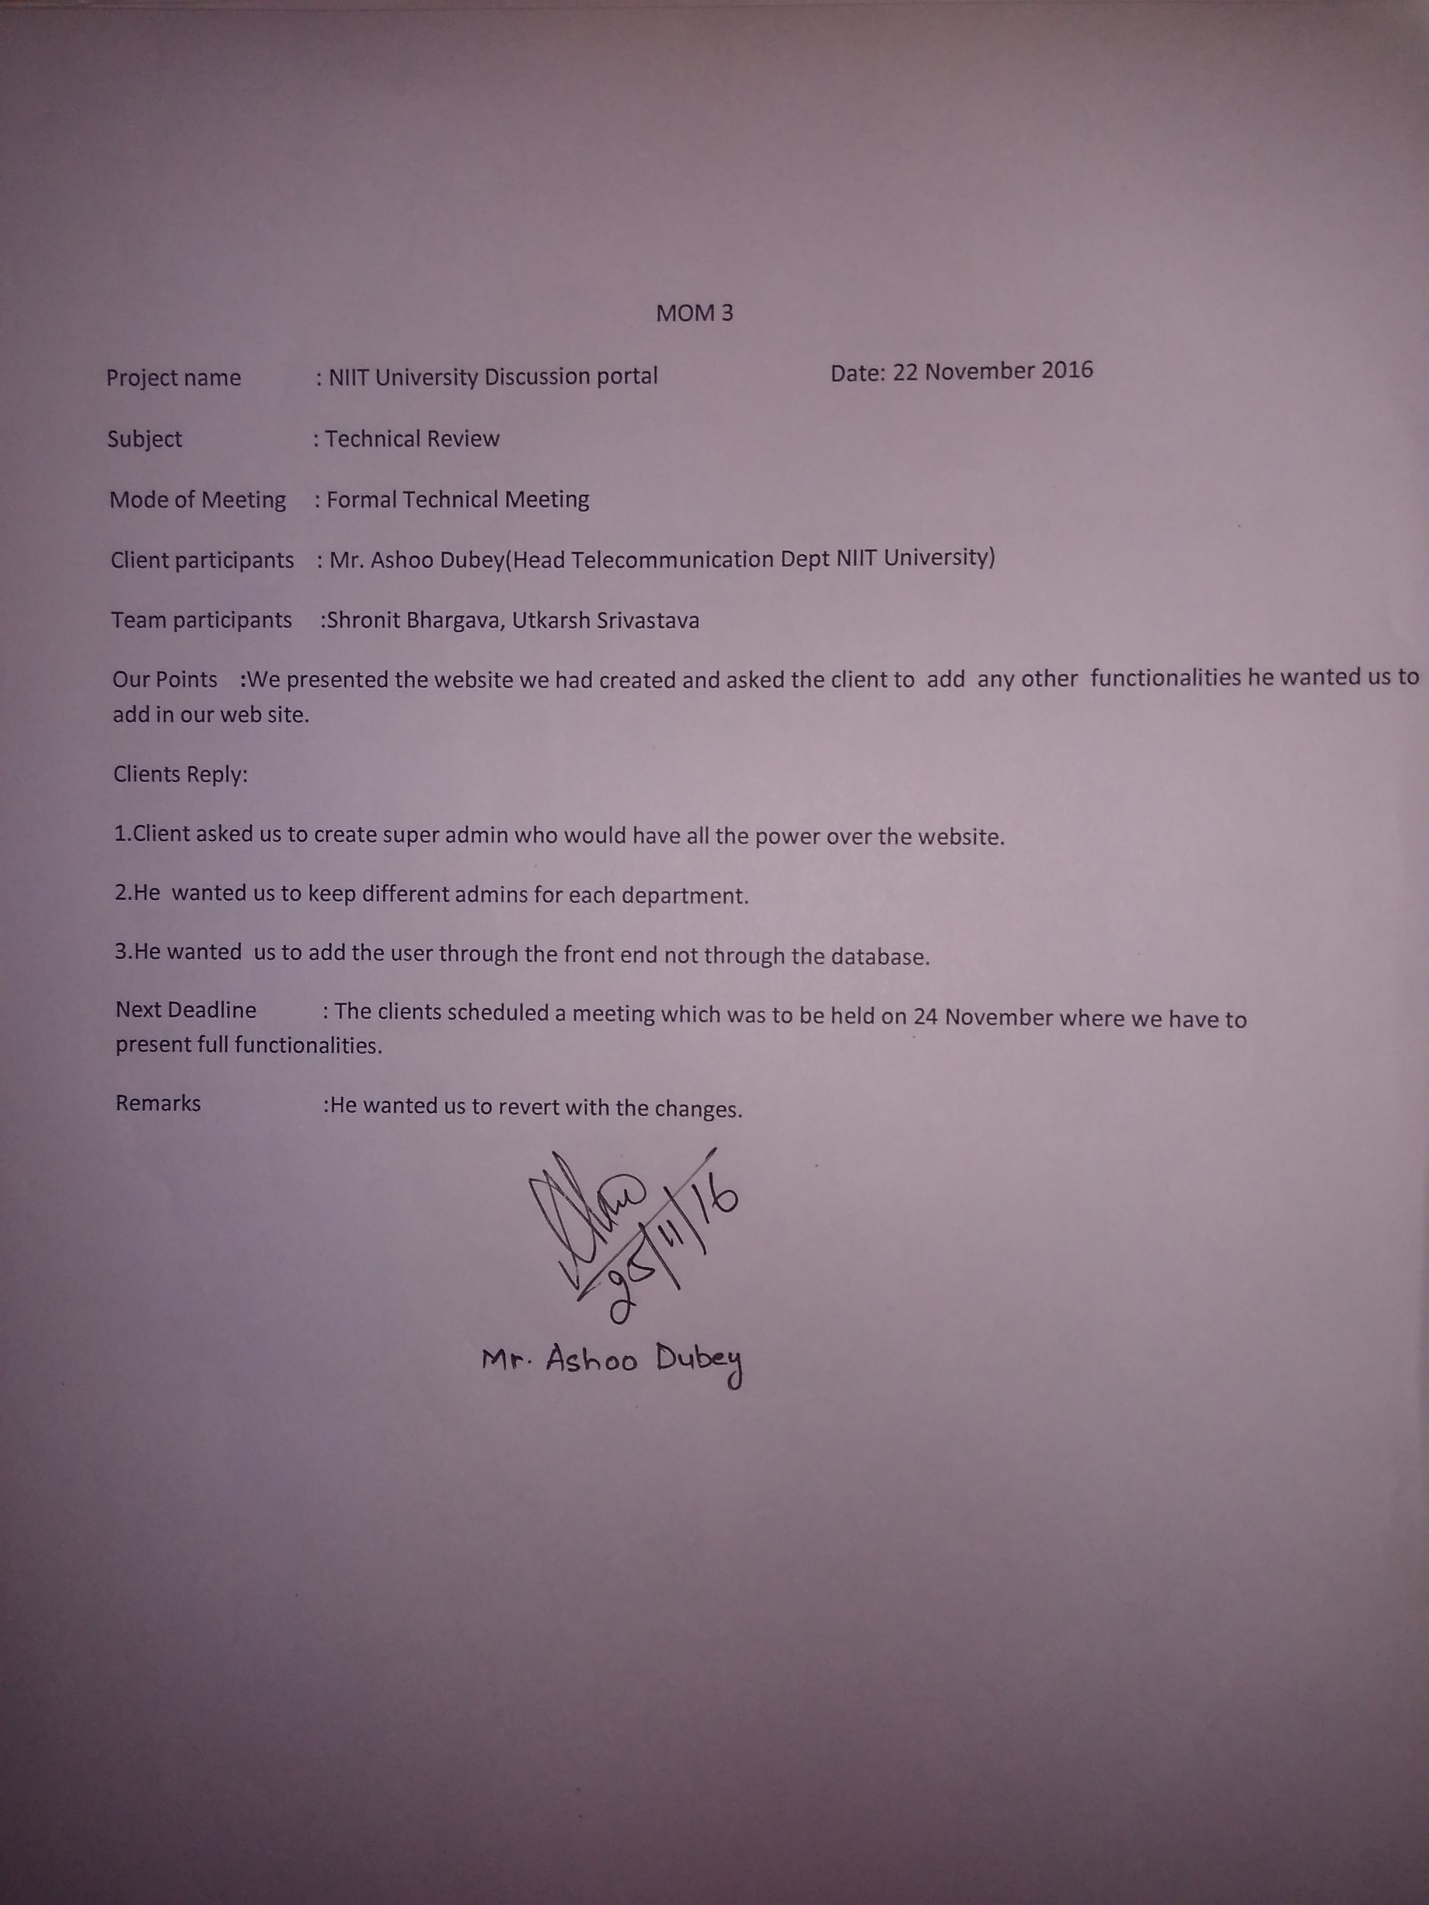 MOM 3
Project name : NIIT University Discussion portal Date: 22 November 2016
Subject : Technical Review
Mode of Meeting : Formal Technical Meeting
Client participants : Mr. Ashoo Dubey(Head Telecommunication Dept NIIT University)
Team participants :Shronit Bhargava, Utkarsh Srivastava
Our Points :We presented the website we had created and asked the client to add any other functionalities he wanted us to
add in our web site.
Clients Reply:
1.Client asked us to create super admin who would have all the power over the website.
2.He wanted us to keep different admins for each department.
3.He wanted us to add the user through the front end not through the database.
Next Deadline : The clients scheduled a meeting which was to be held on 24 November where we have to
present full functionalities.
Remarks :He wanted us to revert with the changes.
25/11/16
Mr. Ashoo Dubey